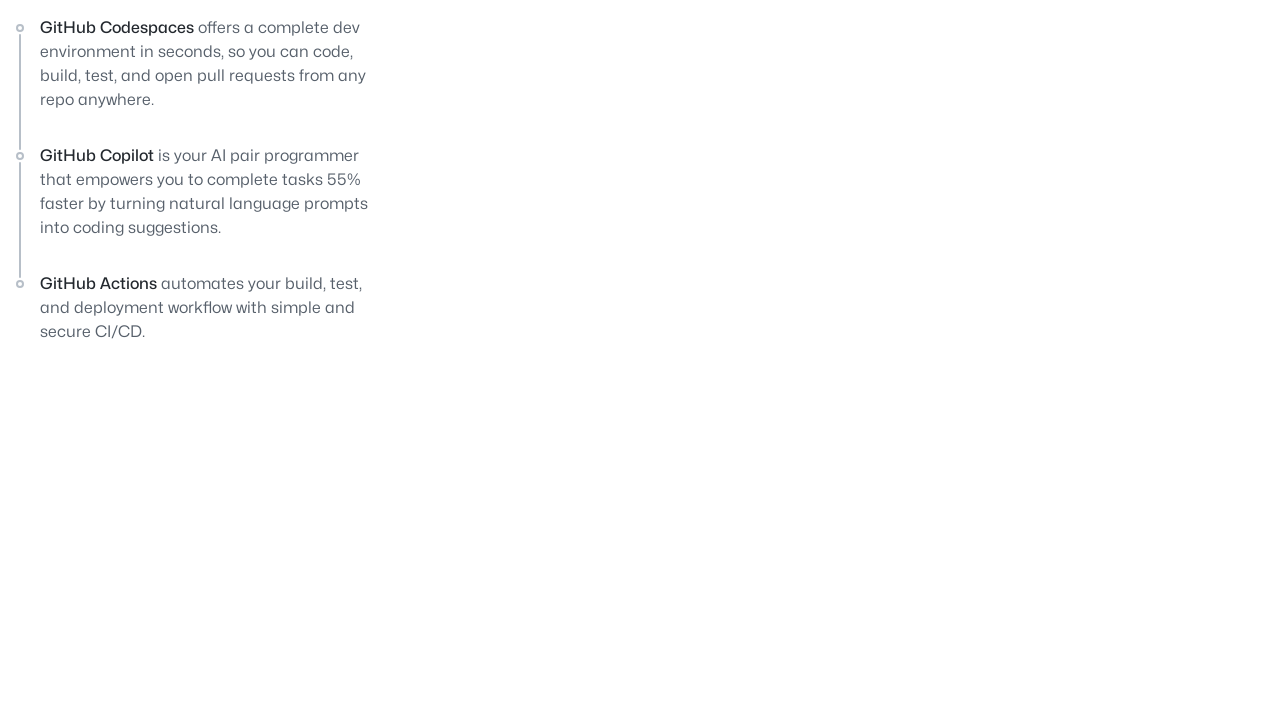 GitHub Codespaces offers a complete dev
environment in seconds, so you can code,
build, test, and open pull requests from any
repo anywhere.
GitHub Copilot is your AI pair programmer
that empowers you to complete tasks 55%
faster by turning natural language prompts
into coding suggestions.
GitHub Actions automates your build, test,
and deployment workflow with simple and
secure CI/CD.